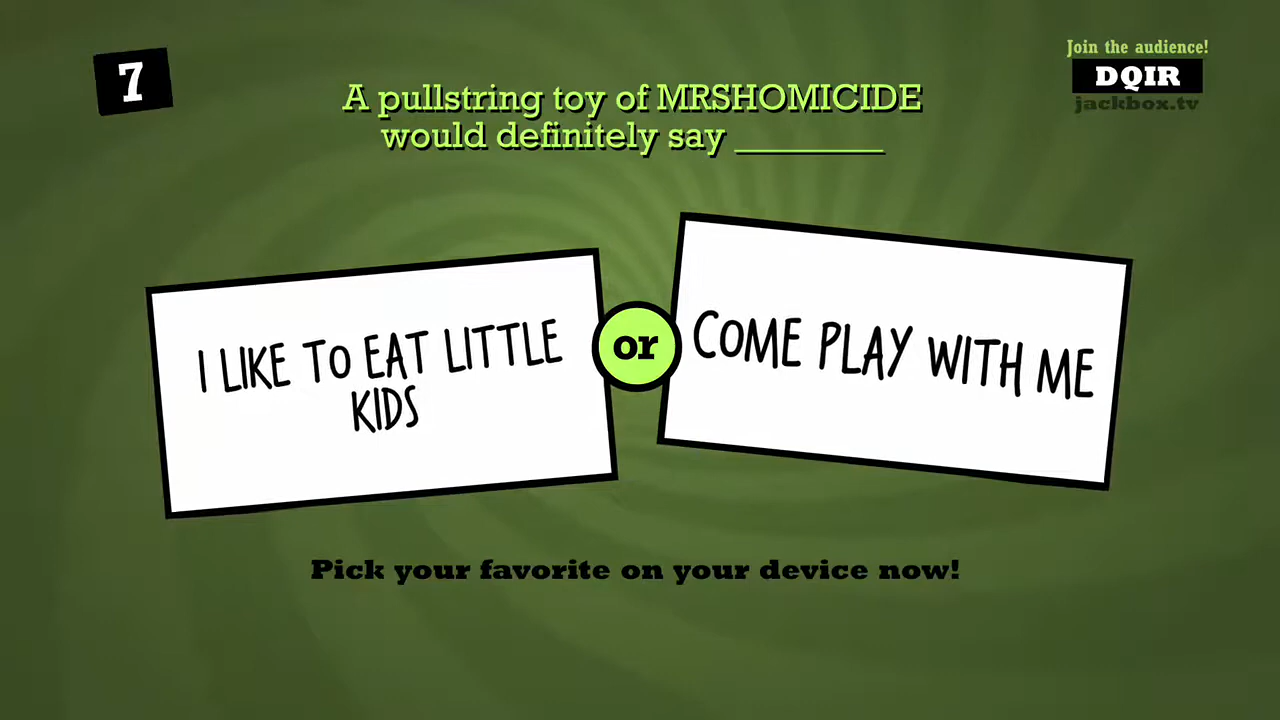 7
Join the audience!
DQIR
jackbox.tv
A pullstring toy of MRSHOMICIDE
would definitely say ________
I LIKE TO EAT LITTLE
KIDS
or
COME PLAY WITH ME
Pick your favorite on your device now!